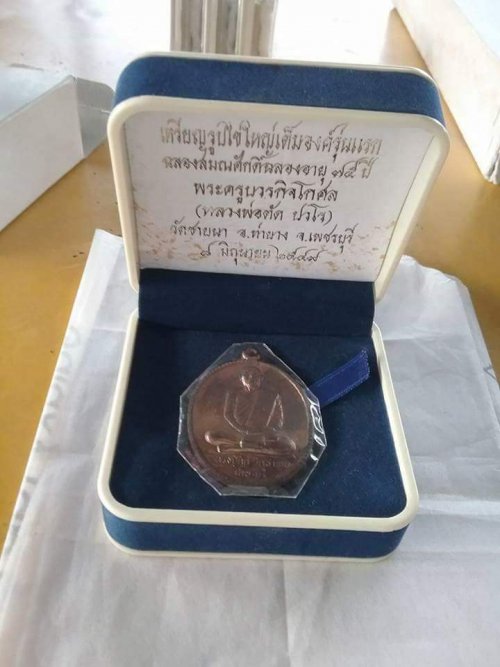 เหรียญรูปไข่ใหญ่เต็มองค์รุ่นแรก
ฉลองสมณศักดิ์ฉลองอายุ ๗๕ ปี
พระครูบวรกิจโกศล
(หลวงพ่อตัด ปวโร)
วัดชายนา อ.ท่ายาง จ.เพชรบุรี
๘ มิถุนายน ๒๕๔๙